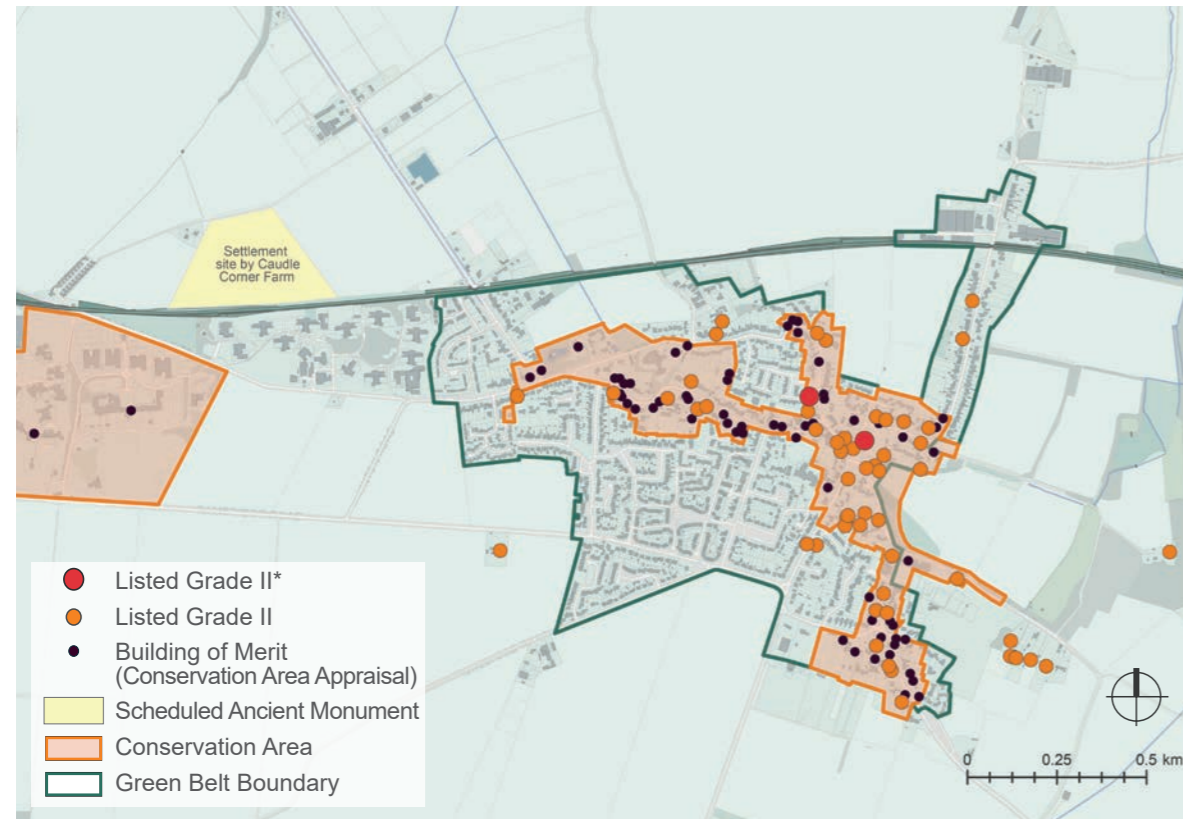 Settlement
site by Caudle
Corner Farm
Listed Grade II*
Listed Grade II
Building of Merit
(Conservation Area Appraisal)
Scheduled Ancient Monument
Conservation Area
Green Belt Boundary
0 0.25 0.5 km